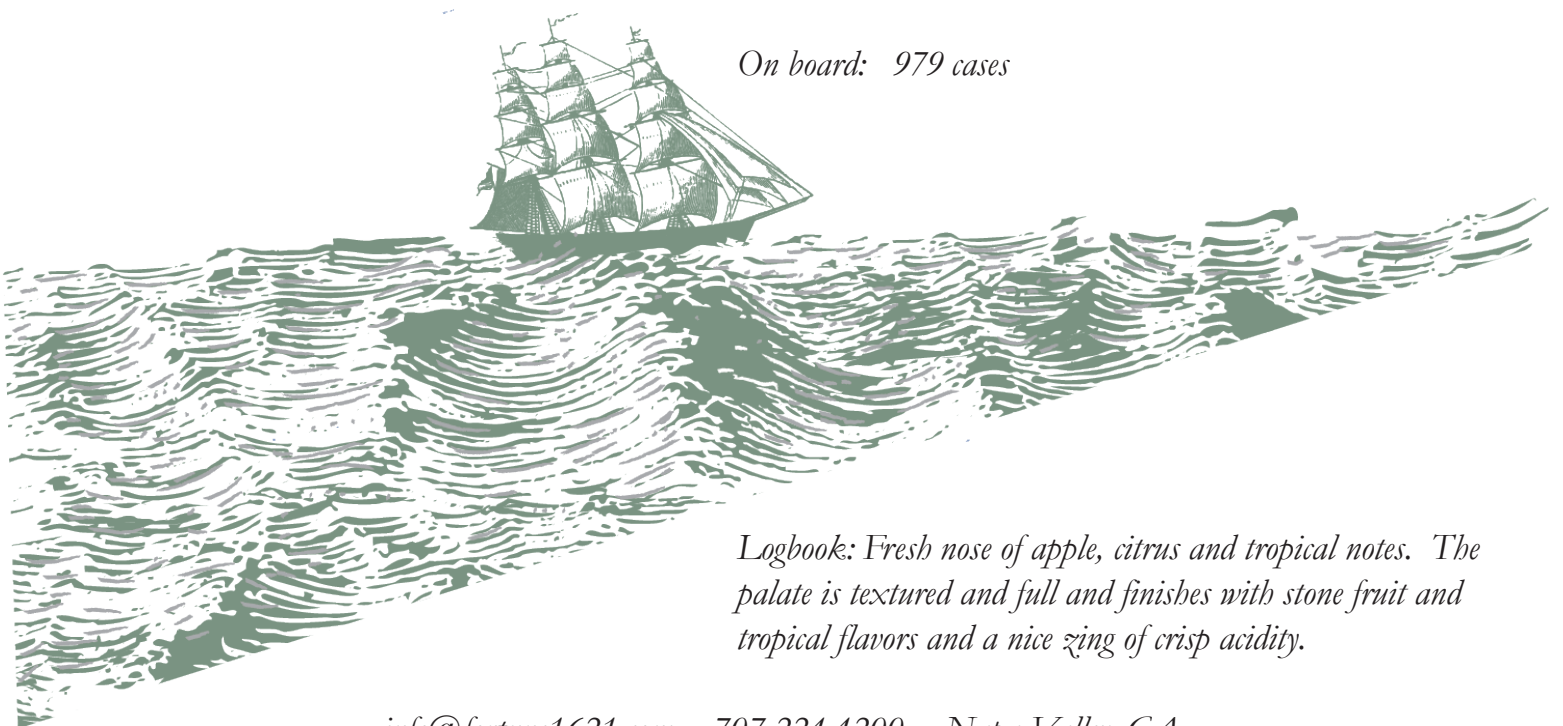 On board: 979 cases
Logbook: Fresh nose of apple, citrus and tropical notes. The
palate is textured and full and finishes with stone fruit and
tropical flavors and a nice zing of crisp acidity.